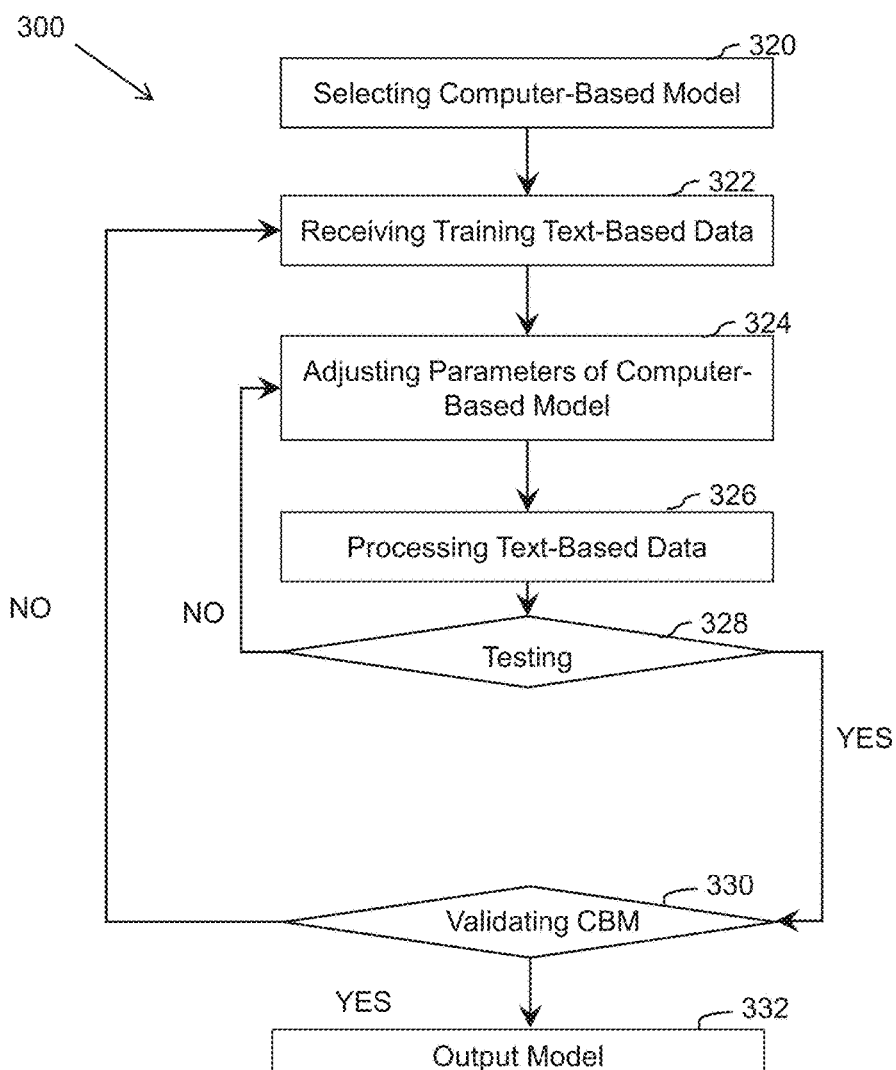 300
320
Selecting Computer-Based Model
322
Receiving Training Text-Based Data
324
Adjusting Parameters of Computer-
Based Model
326
Processing Text-Based Data
NO
NO
328
Testing
YES
330
Validating CBM
YES
332
Output Model